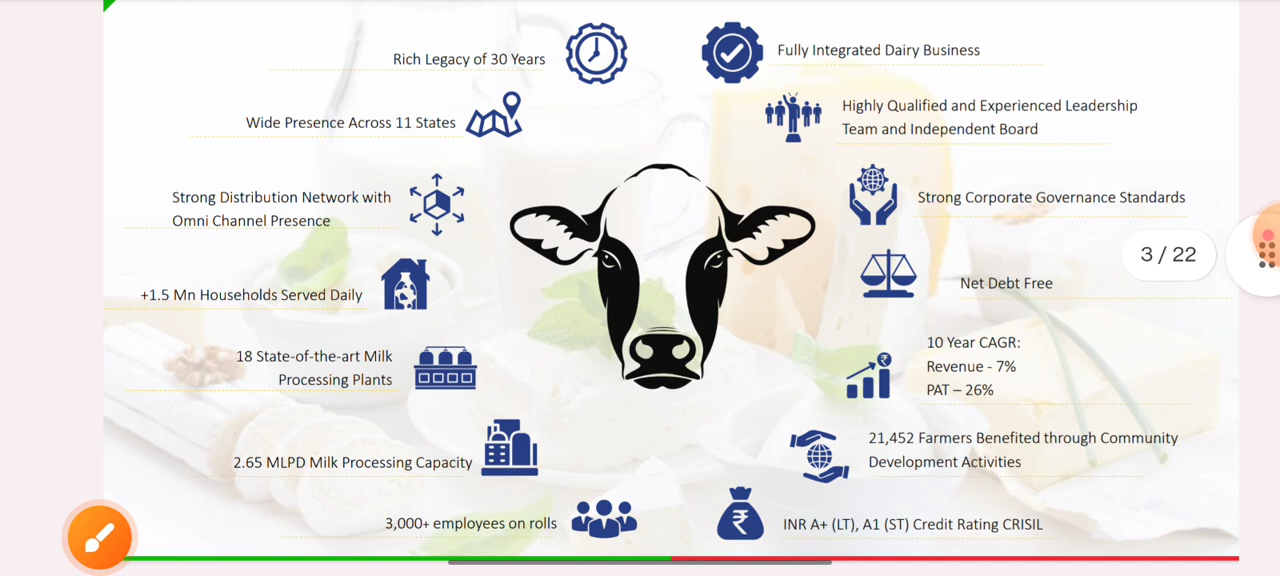 Rich Legacy of 30 Years
Wide Presence Across 11 States
Strong Distribution Network with
Omni Channel Presence
+1.5 Mn Households Served Daily
18 State-of-the-art Milk
Processing Plants
2.65 MLPD Milk Processing Capacity
3,000+ employees on rolls
Fully Integrated Dairy Business
Highly Qualified and Experienced Leadership
Team and Independent Board
Strong Corporate Governance Standards
Net Debt Free
10 Year CAGR:
Revenue - 7%
PAT – 26%
21,452 Farmers Benefited through Community
Development Activities
INR A+ (LT), A1 (ST) Credit Rating CRISIL
3 / 22
₹
₹